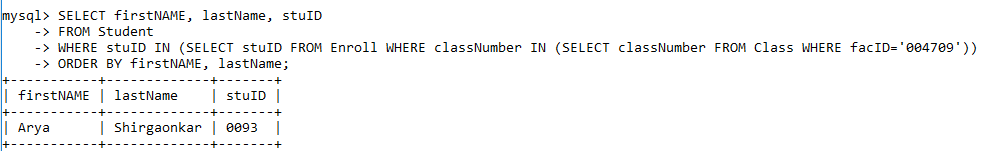 mysql> SELECT firstNAME, lastName, stuID
    -> FROM Student
    -> WHERE stuID IN (SELECT stuID FROM Enroll WHERE classNumber IN (SELECT classNumber FROM Class WHERE facID='004709'))
    -> ORDER BY firstNAME, lastName;
+-----------+-------------+-------+
| firstNAME | lastName    | stuID |
+-----------+-------------+-------+
| Arya      | Shirgaonkar | 0093  |
+-----------+-------------+-------+